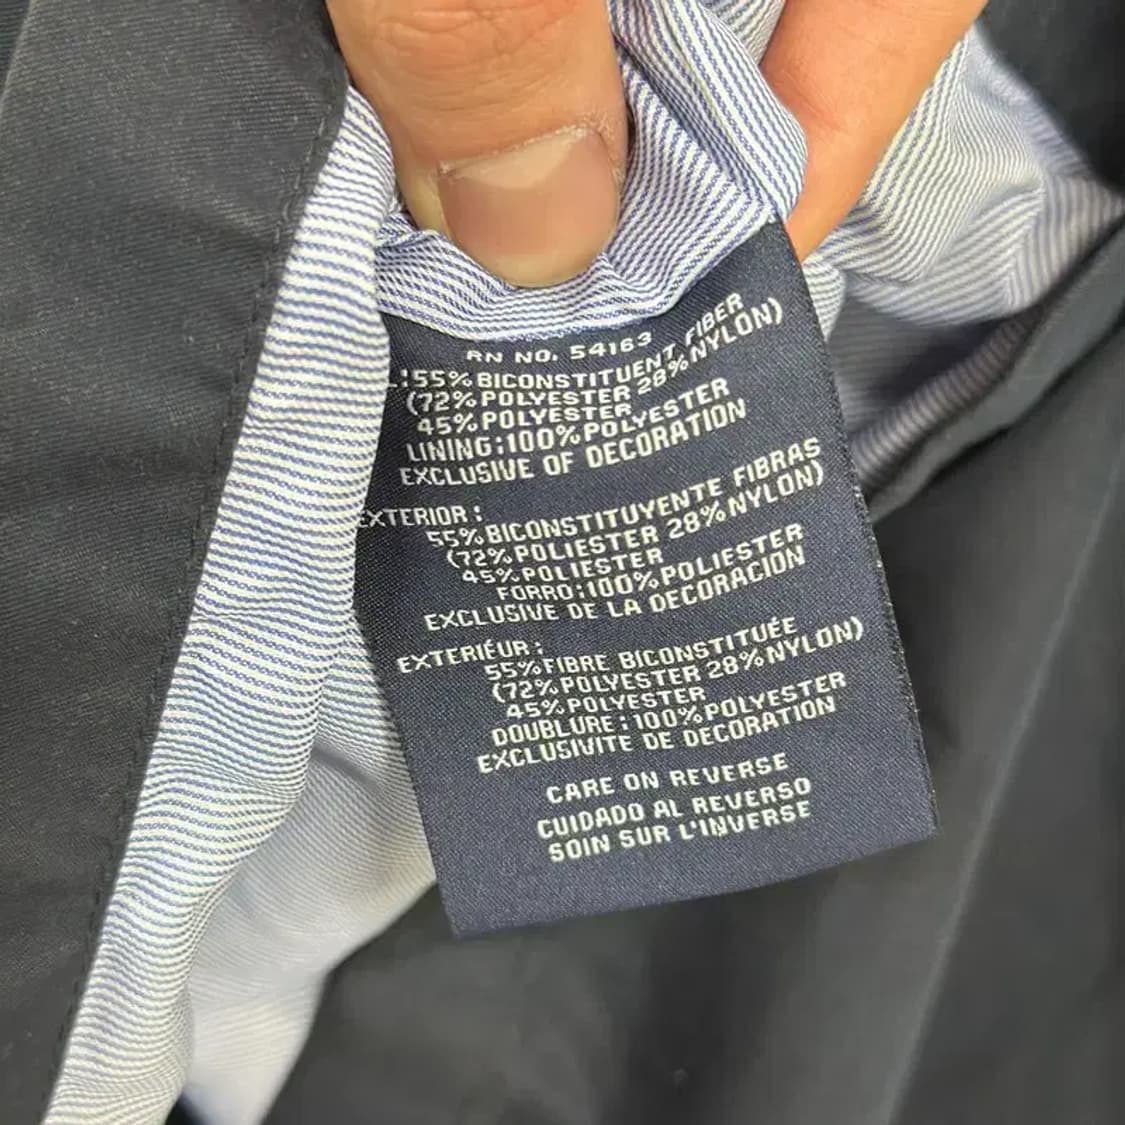 RN NO. 54163
L:55% BICONSTITUENT FIBER
(72% POLYESTER 28% NYLON)
45% POLYESTER
LINING:100% POLYESTER
EXCLUSIVE OF DECORATION
EXTERIOR:
55% BICONSTITUYENTE FIBRAS
(72% POLIESTER 28% NYLON)
45% POLIESTER
FORRO:100% POLIESTER
EXCLUSIVE DE LA DECORACION
EXTERIÉUR:
55% FIBRE BICONSTITUÉE
(72% POLYESTER 28% NYLON)
45% POLYESTER
DOUBLURE:100% POLYESTER
EXCLUSIVITE DE DECORATION
CARE ON REVERSE
CUIDADO AL REVERSO
SOIN SUR L'INVERSE